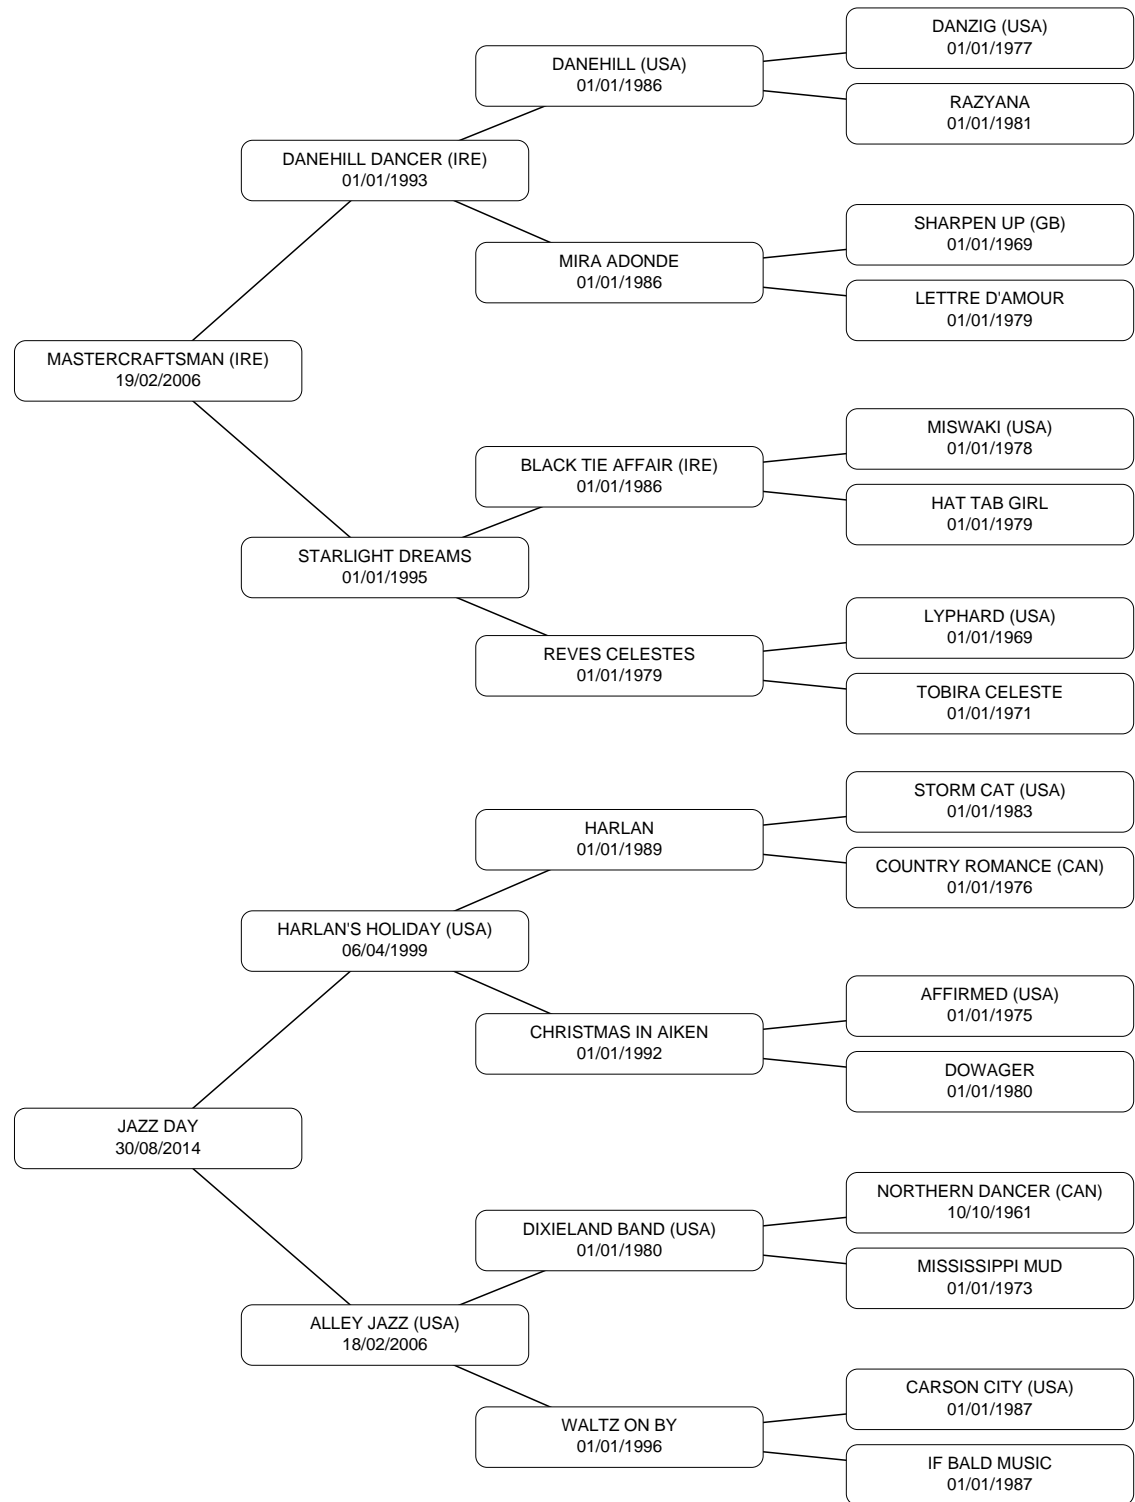 DANZIG (USA)
01/01/1977
DANEHILL (USA)
01/01/1986
RAZYANA
01/01/1981
DANEHILL DANCER (IRE)
01/01/1993
SHARPEN UP (GB)
01/01/1969
MIRA ADONDE
01/01/1986
LETTRE D'AMOUR
01/01/1979
MASTERCRAFTSMAN (IRE)
19/02/2006
MISWAKI (USA)
01/01/1978
BLACK TIE AFFAIR (IRE)
01/01/1986
HAT TAB GIRL
01/01/1979
STARLIGHT DREAMS
01/01/1995
LYPHARD (USA)
01/01/1969
REVES CELESTES
01/01/1979
TOBIRA CELESTE
01/01/1971
STORM CAT (USA)
01/01/1983
HARLAN
01/01/1989
COUNTRY ROMANCE (CAN)
01/01/1976
HARLAN'S HOLIDAY (USA)
06/04/1999
AFFIRMED (USA)
01/01/1975
CHRISTMAS IN AIKEN
01/01/1992
DOWAGER
01/01/1980
JAZZ DAY
30/08/2014
NORTHERN DANCER (CAN)
10/10/1961
DIXIELAND BAND (USA)
01/01/1980
MISSISSIPPI MUD
01/01/1973
ALLEY JAZZ (USA)
18/02/2006
CARSON CITY (USA)
01/01/1987
WALTZ ON BY
01/01/1996
IF BALD MUSIC
01/01/1987